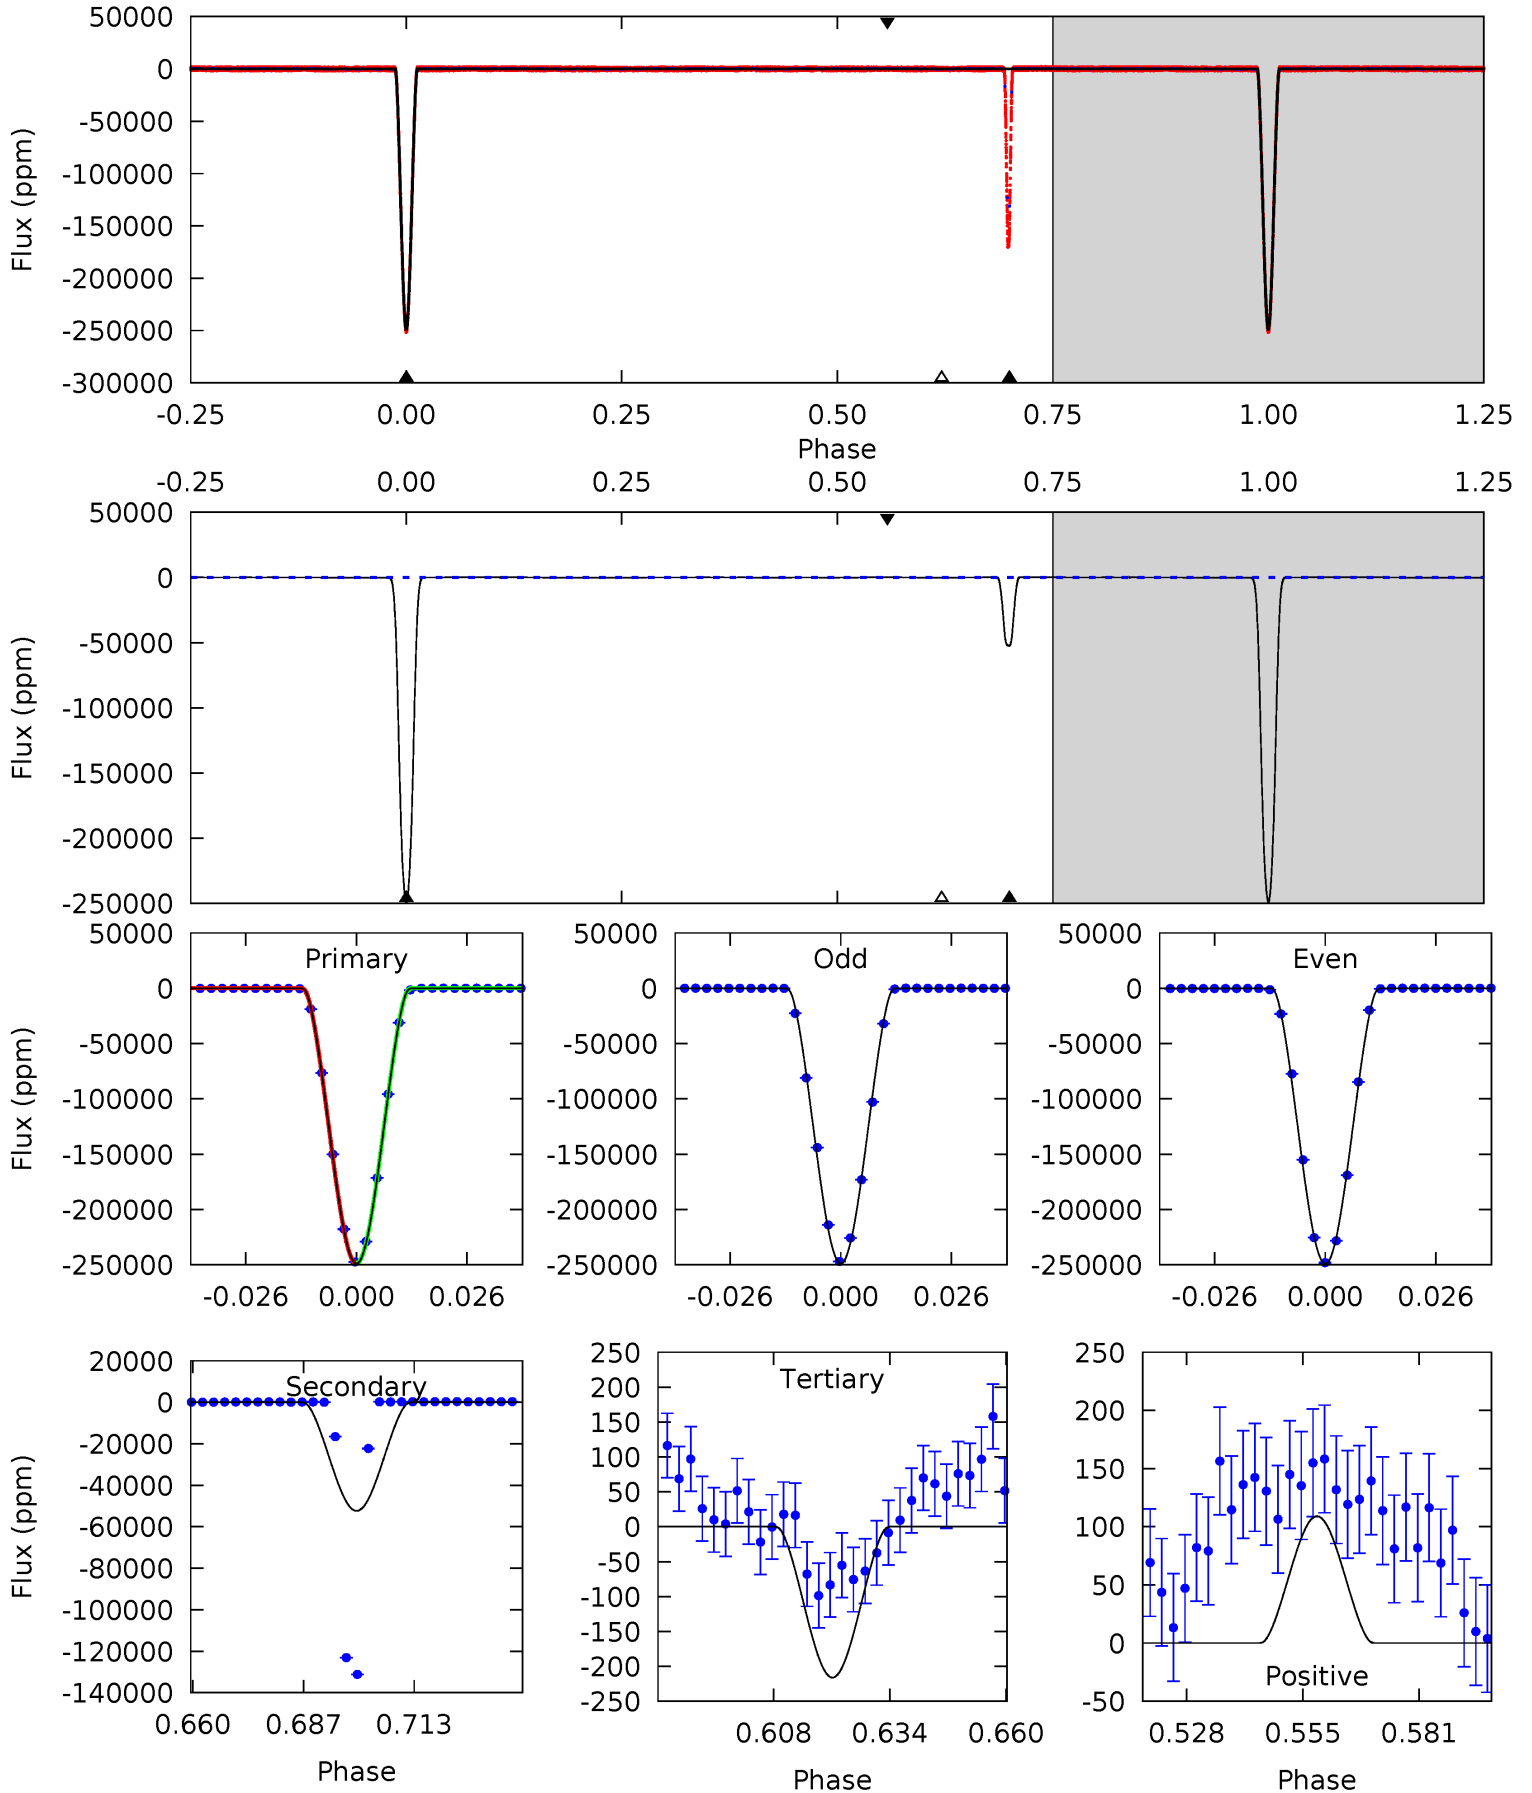 50000
0
-50000
-100000
-150000
-200000
-250000
-300000
Flux (ppm)
-0.25 0.00 0.25 0.50 0.75 1.00 1.25
Phase
-0.25 0.00 0.25 0.50 0.75 1.00 1.25
50000
0
-50000
-100000
-150000
-200000
-250000
Flux (ppm)
Primary
50000
0
-50000
-100000
-150000
-200000
-250000
Flux (ppm)
-0.026 0.000 0.026
Odd
50000
0
-50000
-100000
-150000
-200000
-250000
-0.026 0.000 0.026
Even
50000
0
-50000
-100000
-150000
-200000
-250000
-0.026 0.000 0.026
Secondary
20000
0
-20000
-40000
-60000
-80000
-100000
-120000
-140000
Flux (ppm)
0.660 0.687 0.713
Phase
Tertiary
250
200
150
100
50
0
-50
-100
-150
-200
-250
0.608 0.634 0.660
Phase
250
200
150
100
50
0
-50
Positive
0.528 0.555 0.581
Phase